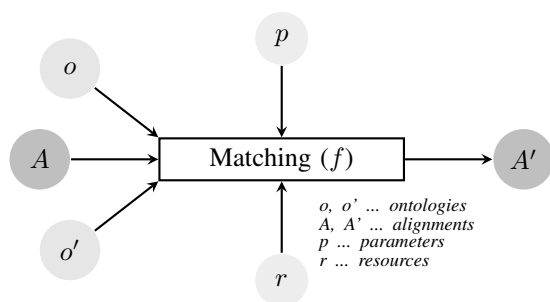 p
o
A
Matching (f)
A'
o'
r
o, o' ... ontologies
A, A' ... alignments
p ... parameters
r ... resources